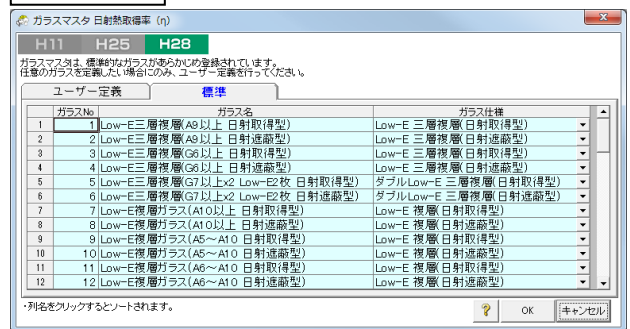 ガラスマスタ 日射熱取得率 (η)
H11 H25 H28
ガラスマスタは、標準的なガラスがあらかじめ登録されています。
任意のガラスを定義したい場合にのみ、ユーザー定義を行ってください。
ユーザー定義 標準
ガラスNo ガラス名 ガラス仕様
1 1 Low-E三層複層(A9以上 日射取得型) Low-E 三層複層(日射取得型)
2 2 Low-E三層複層(A9以上 日射遮蔽型) Low-E 三層複層(日射遮蔽型)
3 3 Low-E三層複層(G6以上 日射取得型) Low-E 三層複層(日射取得型)
4 4 Low-E三層複層(G6以上 日射遮蔽型) Low-E 三層複層(日射遮蔽型)
5 5 Low-E三層複層(G7以上x2 Low-E2枚 日射取得型) ダブルLow-E 三層複層(日射取得型)
6 6 Low-E三層複層(G7以上x2 Low-E2枚 日射遮蔽型) ダブルLow-E 三層複層(日射遮蔽型)
7 7 Low-E複層ガラス(A10以上 日射取得型) Low-E 複層(日射取得型)
8 8 Low-E複層ガラス(A10以上 日射遮蔽型) Low-E 複層(日射遮蔽型)
9 9 Low-E複層ガラス(A5～A10 日射取得型) Low-E 複層(日射取得型)
10 10 Low-E複層ガラス(A5～A10 日射遮蔽型) Low-E 複層(日射遮蔽型)
11 11 Low-E複層ガラス(A6～A10 日射取得型) Low-E 複層(日射取得型)
12 12 Low-E複層ガラス(A6～A10 日射遮蔽型) Low-E 複層(日射遮蔽型)
・列名をクリックするとソートされます。
? OK キャンセル